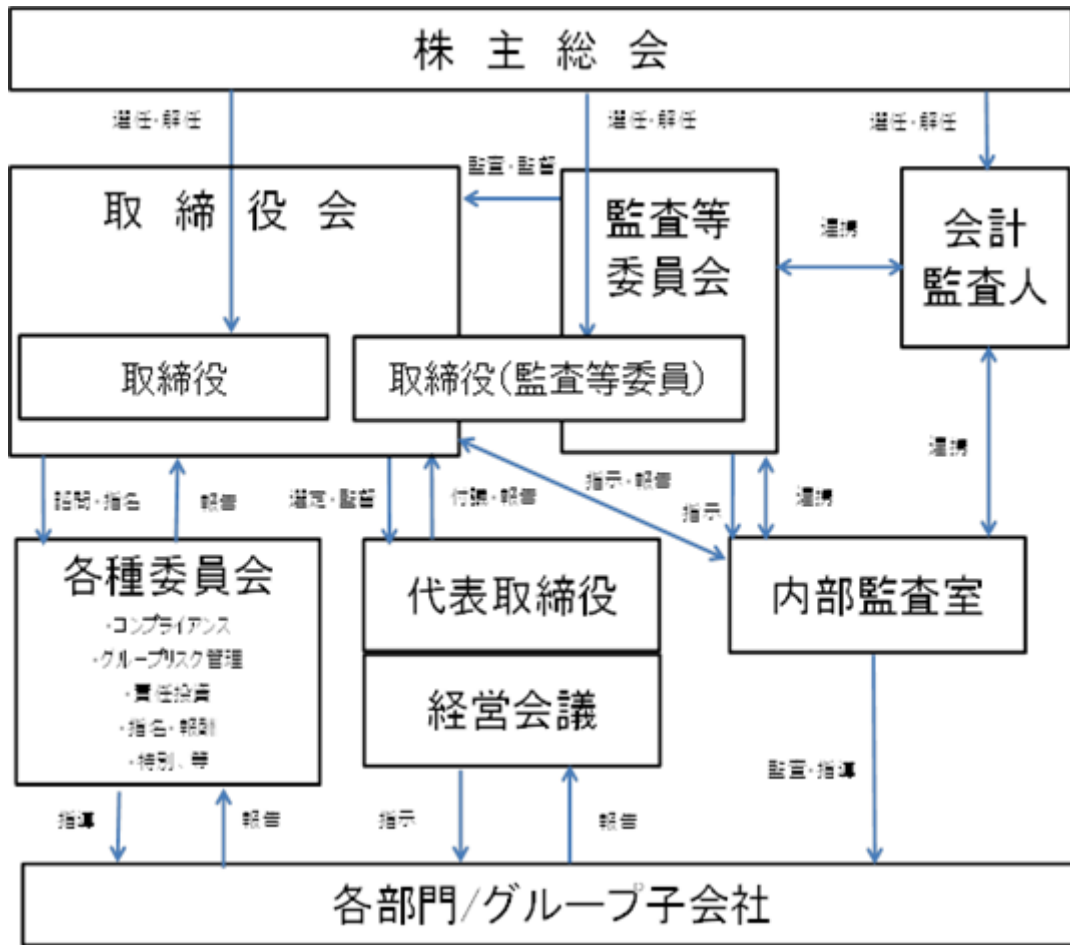 株主総会
選任・解任
選任・解任
選任・解任
監査・監督
取締役会
監査等
委員会
連携
会計
監査人
取締役
取締役(監査等委員)
連携
諮問・指名
報告
選定・監督
付議・報告
指示・報告
指示
連携
各種委員会
・コンプライアンス
・グループリスク管理
・責任投資
・指名・報酬
・特別、等
代表取締役
経営会議
内部監査室
監査・指導
指導
報告
指示
報告
各部門/グループ子会社